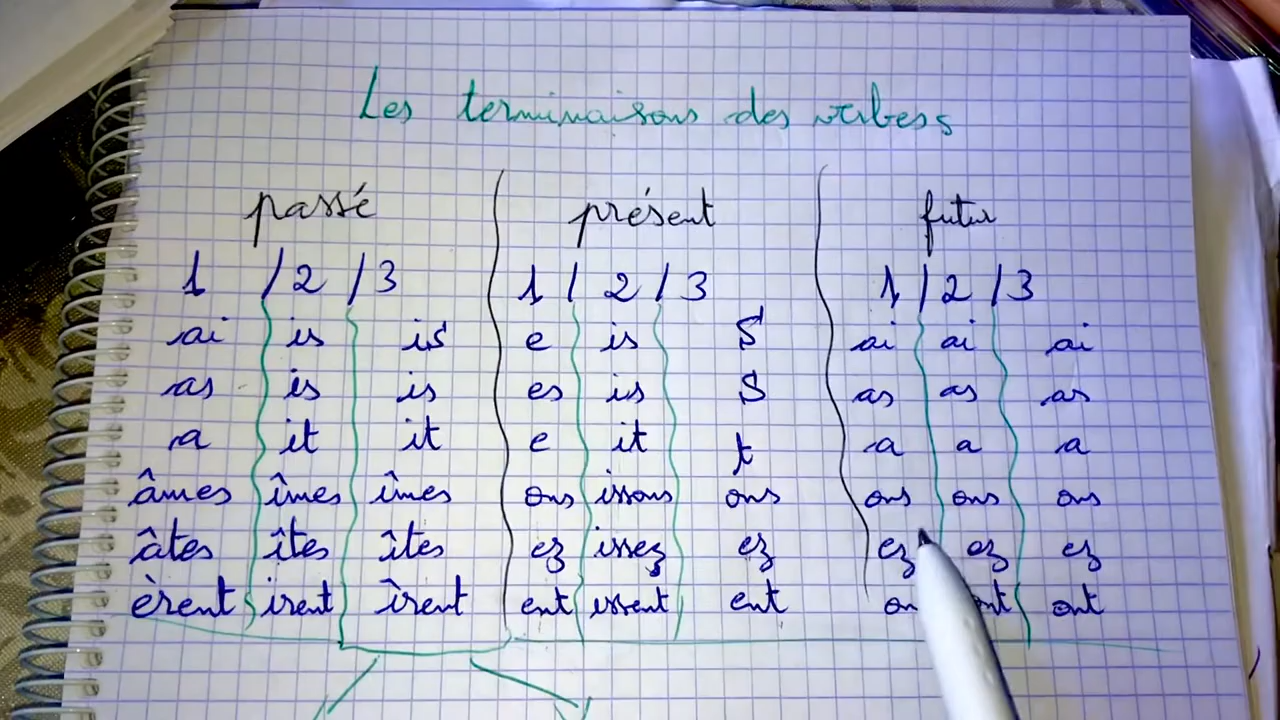 Les terminaisons des verbes
passé présent futur
1 / 2 / 3 1 / 2 / 3 1 / 2 / 3
ai is is e is s ai ai ai
as is is es is s as as as
a it it e it t a a a
âmes îmes îmes ons issons ons ons ons ons
âtes îtes îtes ez issez ez ez ez ez
èrent irent îrent ent issent ent ont